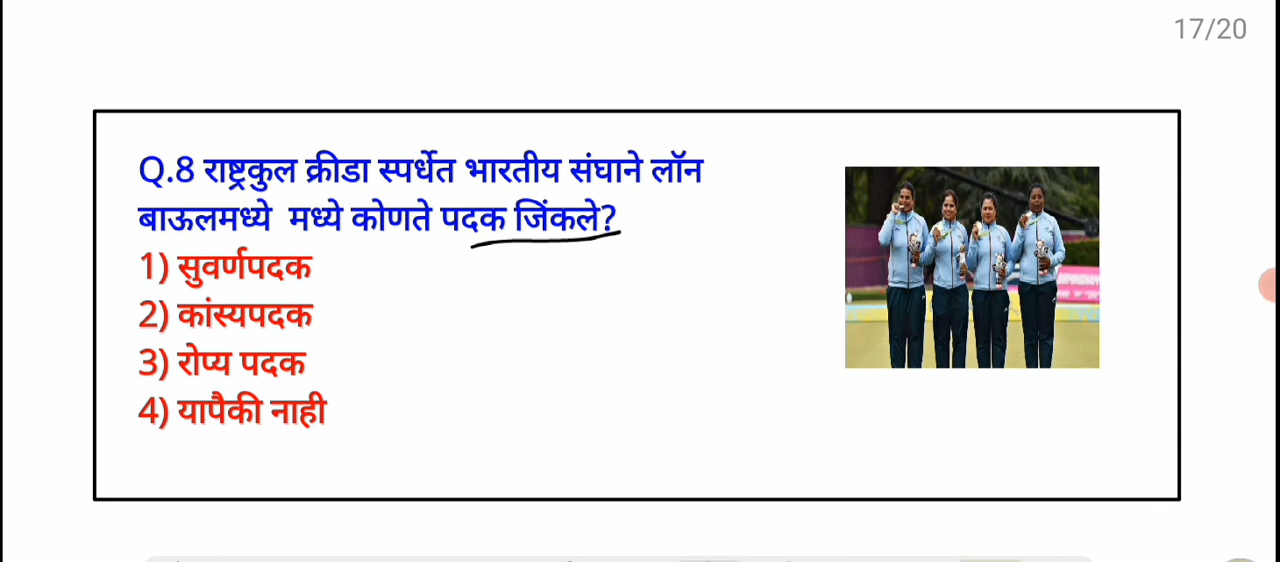 17/20
Q.8 राष्ट्रकुल क्रीडा स्पर्धेत भारतीय संघाने लॉन
बाऊलमध्ये मध्ये कोणते पदक जिंकले?
1) सुवर्णपदक
2) कांस्यपदक
3) रोप्य पदक
4) यापैकी नाही